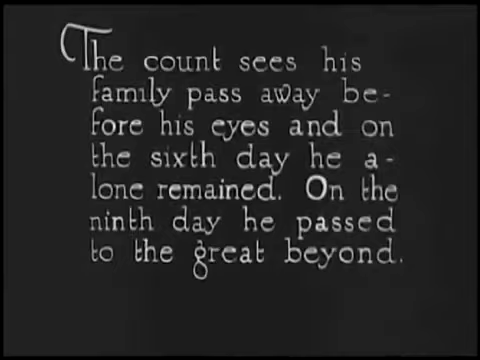 The count sees his
family pass away be-
fore his eyes and on
the sixth day he a-
lone remained. On the
ninth day he passed
to the great beyond.